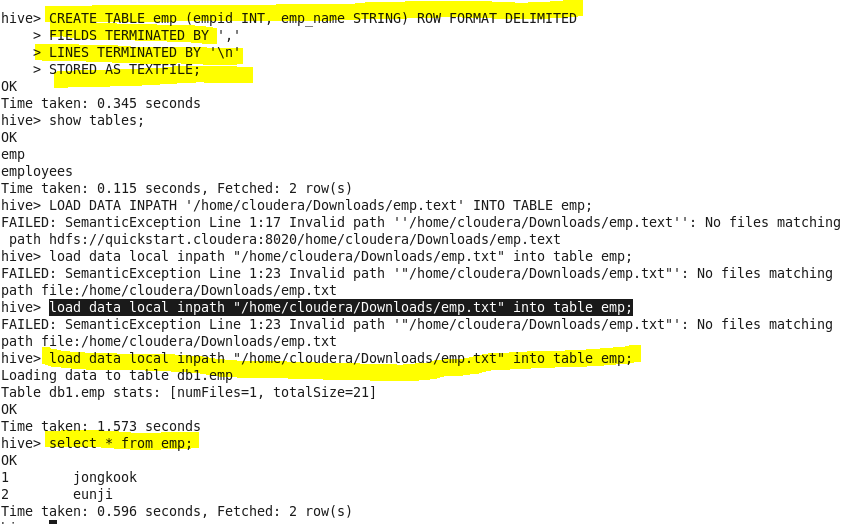 hive> CREATE TABLE emp (empid INT, emp_name STRING) ROW FORMAT DELIMITED
    > FIELDS TERMINATED BY ','
    > LINES TERMINATED BY '\n'
    > STORED AS TEXTFILE;
OK
Time taken: 0.345 seconds
hive> show tables;
OK
emp
employees
Time taken: 0.115 seconds, Fetched: 2 row(s)
hive> LOAD DATA INPATH '/home/cloudera/Downloads/emp.text' INTO TABLE emp;
FAILED: SemanticException Line 1:17 Invalid path ''/home/cloudera/Downloads/emp.text'': No files matching
 path hdfs://quickstart.cloudera:8020/home/cloudera/Downloads/emp.text
hive> load data local inpath "/home/cloudera/Downloads/emp.txt" into table emp;
FAILED: SemanticException Line 1:23 Invalid path '"/home/cloudera/Downloads/emp.txt"': No files matching
path file:/home/cloudera/Downloads/emp.txt
hive> load data local inpath "/home/cloudera/Downloads/emp.txt" into table emp;
FAILED: SemanticException Line 1:23 Invalid path '"/home/cloudera/Downloads/emp.txt"': No files matching
path file:/home/cloudera/Downloads/emp.txt
hive> load data local inpath "/home/cloudera/Downloads/emp.txt" into table emp;
Loading data to table db1.emp
Table db1.emp stats: [numFiles=1, totalSize=21]
OK
Time taken: 1.573 seconds
hive> select * from emp;
OK
1        jongkook
2        eunji
Time taken: 0.596 seconds, Fetched: 2 row(s)